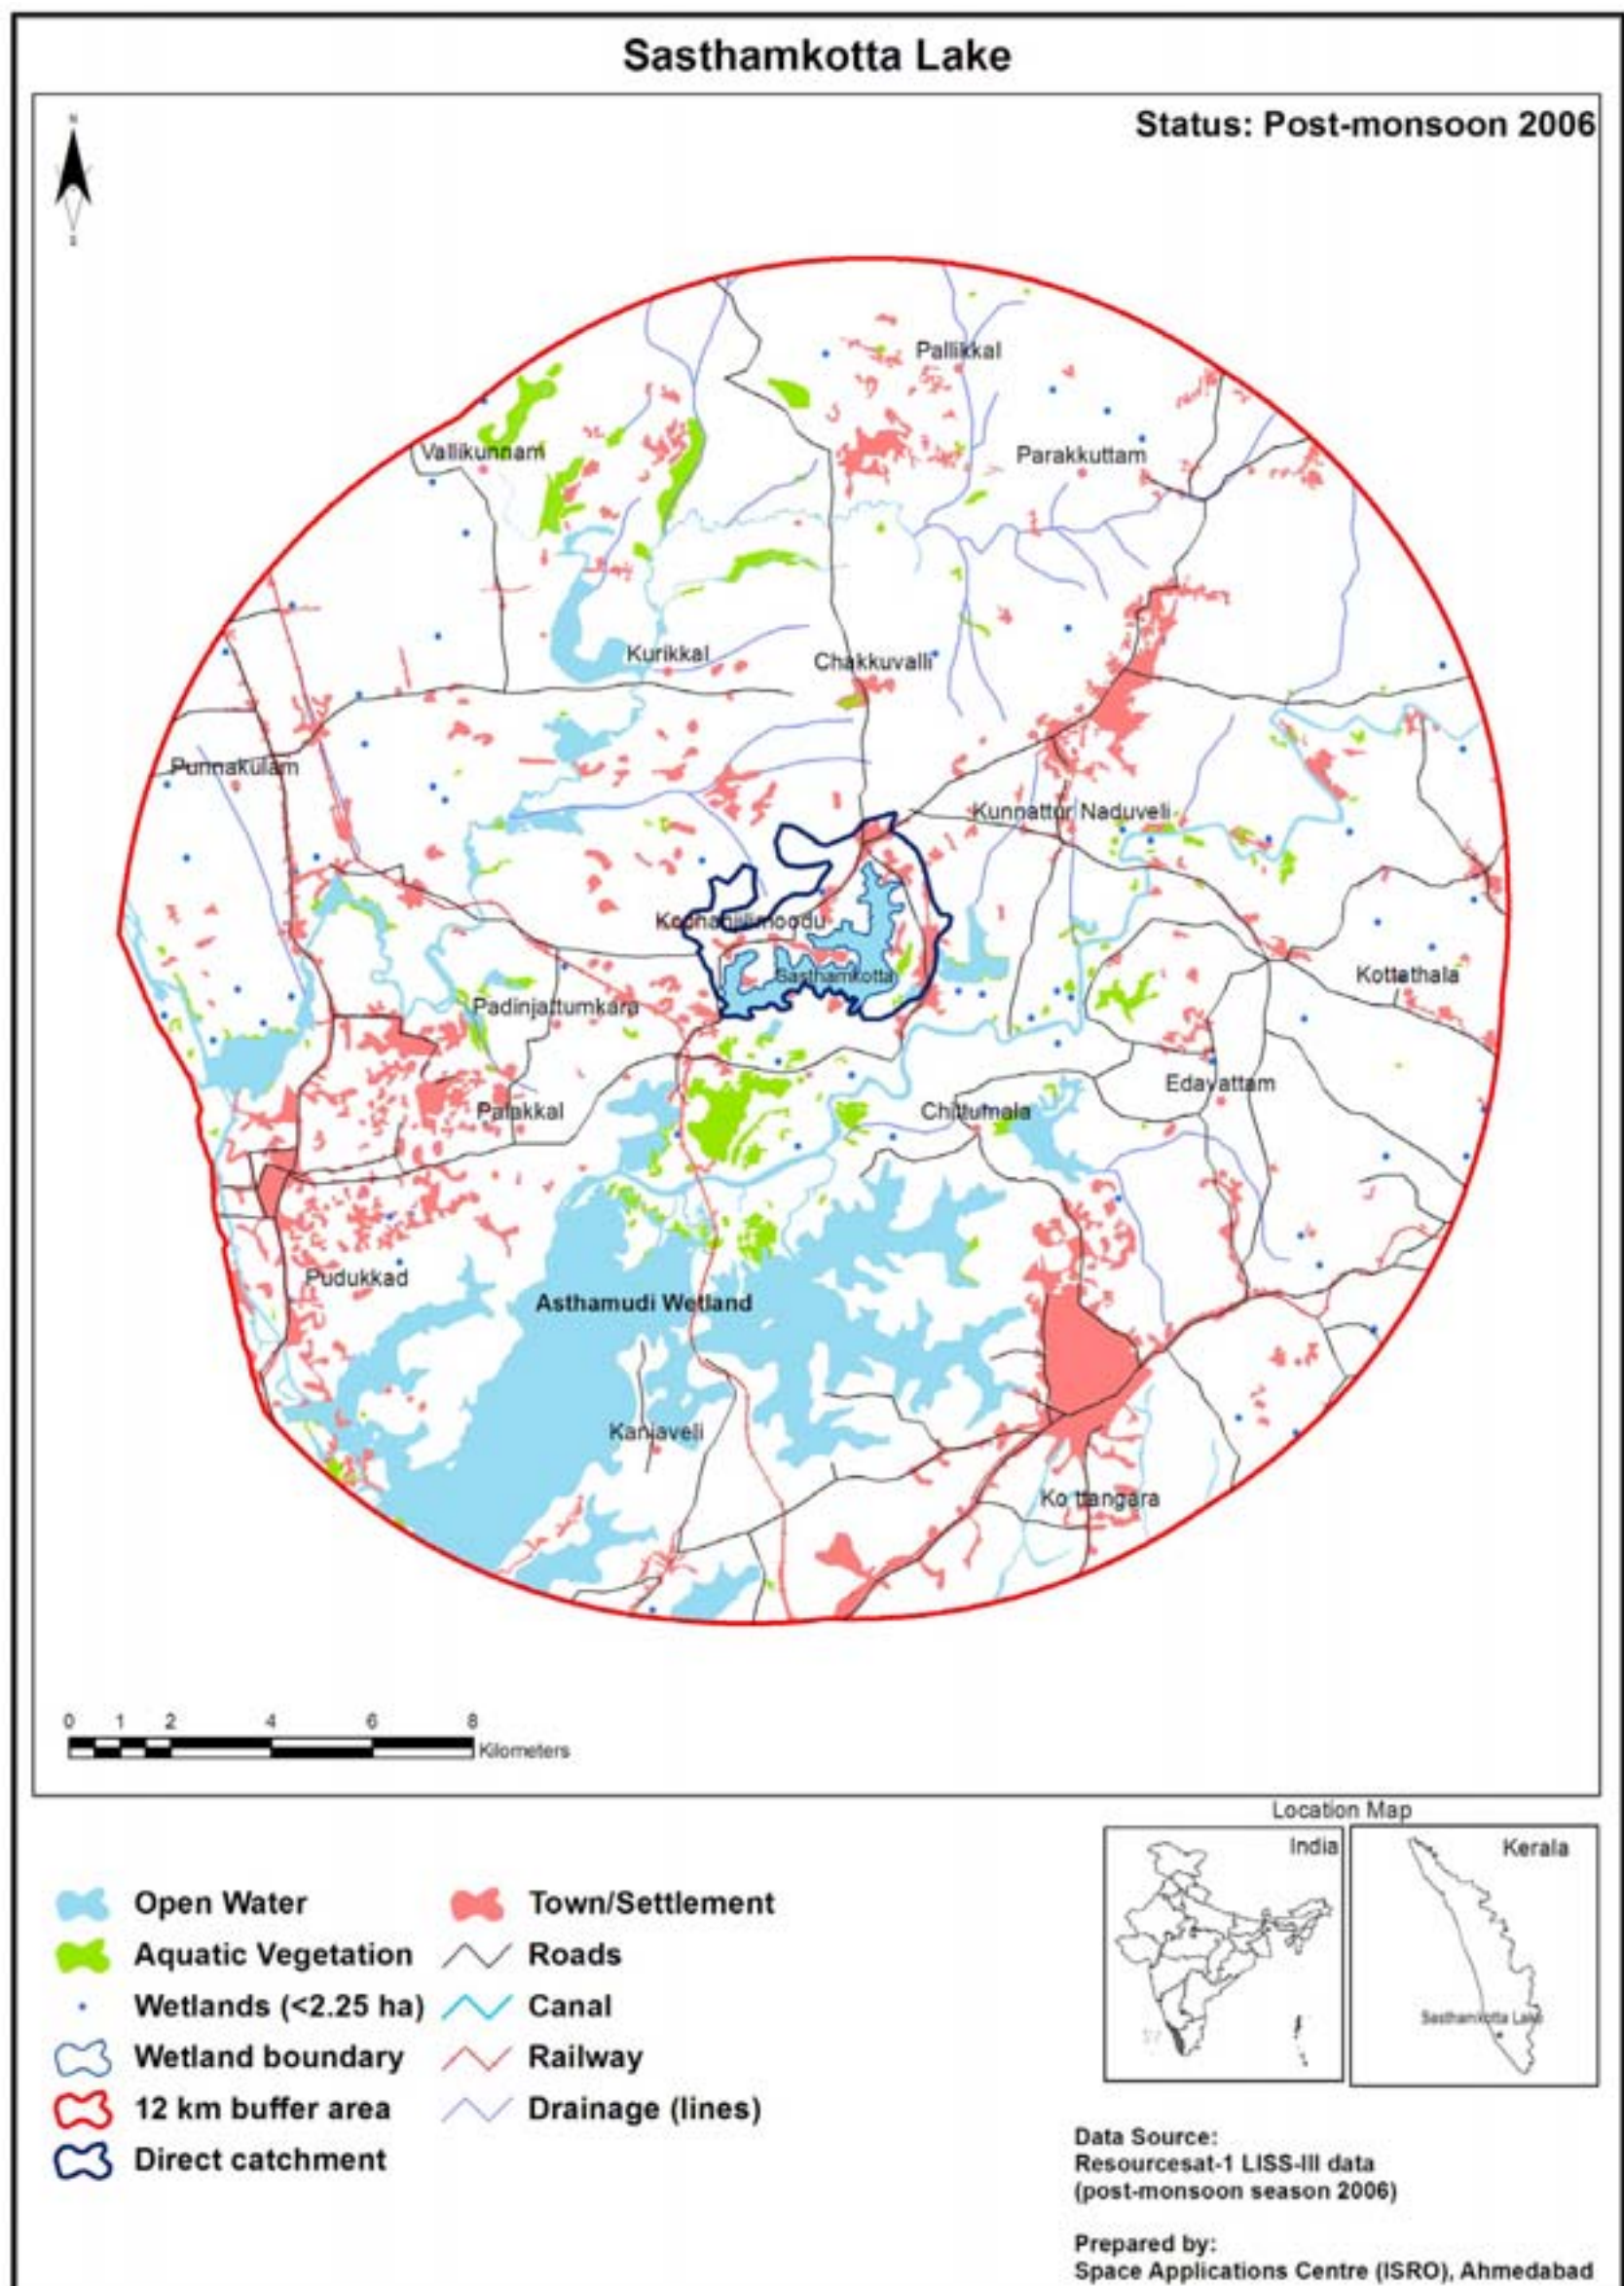 Sasthamkotta Lake
Status: Post-monsoon 2006
N
S
Pallikkal
Vallikunnam
Parakkuttam
Kurikkal
Chakkuvalli
Punnakulam
Kunnattur Naduveli
Sasthamkotta
Kottathala
Padinjattumkara
Edavattam
Palakkal
Chittumala
Pudukkad
Asthamudi Wetland
Kanjaveli
Ko ttangara
0 1 2 4 6 8
Kilometers
Location Map
India
Kerala
Sasthamkotta Lake
Open Water
Aquatic Vegetation
Wetlands (<2.25 ha)
Wetland boundary
12 km buffer area
Direct catchment
Town/Settlement
Roads
Canal
Railway
Drainage (lines)
Data Source:
Resourcesat-1 LISS-III data
(post-monsoon season 2006)
Prepared by:
Space Applications Centre (ISRO), Ahmedabad